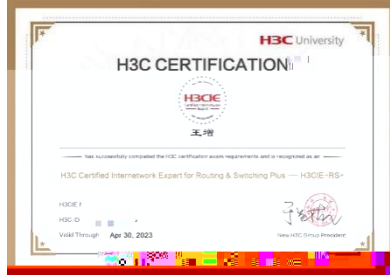 H3C University
H3C CERTIFICATION
H3CIE
王增
has successfully completed the H3C certification exam requirements and is recognized as an
H3C Certified Internetwork Expert for Routing & Switching Plus — H3CIE-RS+
H3CIE
H3C ID
Valid Through Apr 30, 2023
New H3C Group President